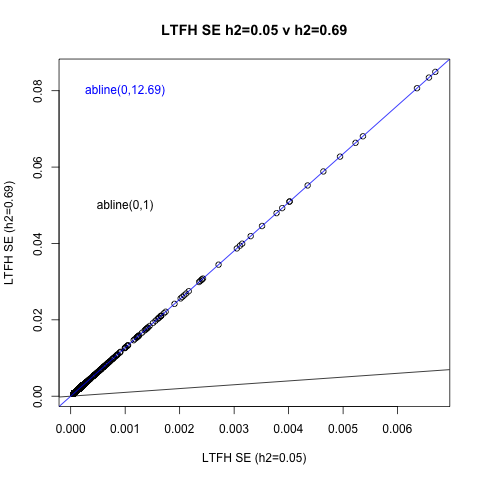 LTFH SE h2=0.05 v h2=0.69
abline(0,12.69)
abline(0,1)
LTFH SE (h2=0.69)
0.00
0.02
0.04
0.06
0.08
0.000 0.001 0.002 0.003 0.004 0.005 0.006
LTFH SE (h2=0.05)